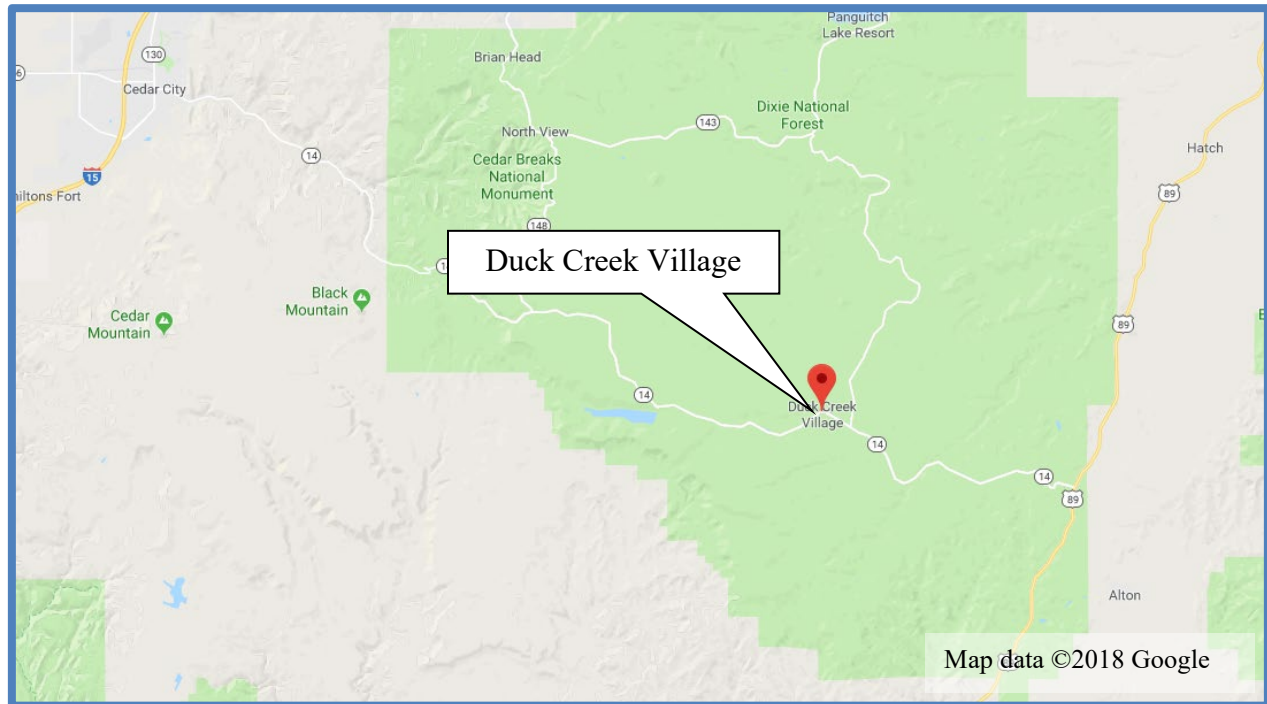 Panguitch
Lake Resort
130
Brian Head
Cedar City
Dixie National
Forest
143
North View
Hatch
14
Cedar Breaks
National
Monument
15
iltons Fort
89
148
Duck Creek Village
Black
Mountain
Cedar
Mountain
89
14
Duck Creek
Village
14
14
89
Alton
Map data ©2018 Google